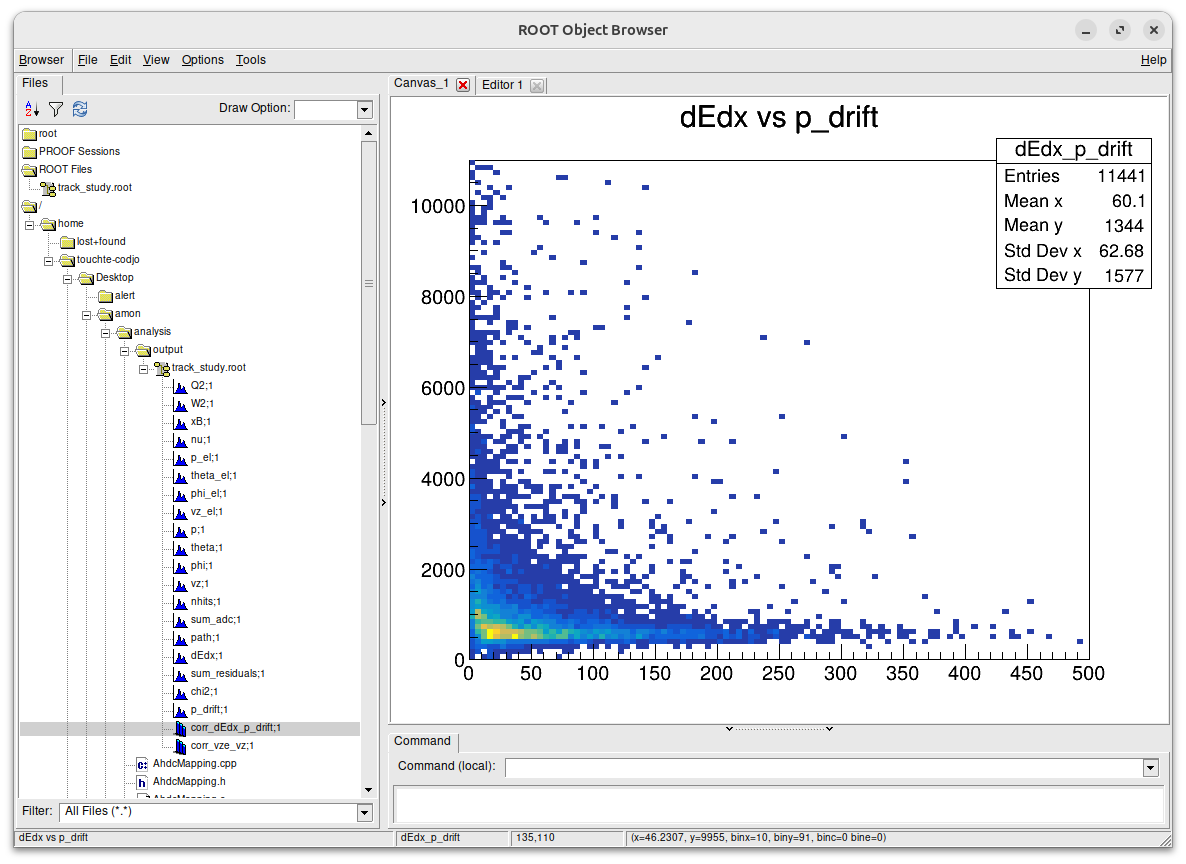 ROOT Object Browser
Browser File Edit View Options Tools Help
Files
Draw Option:
root
PROOF Sessions
ROOT Files
track_study.root
/
home
lost+found
touchte-codjo
Desktop
alert
amon
analysis
output
track_study.root
Q2;1
W2;1
xB;1
nu;1
p_el;1
theta_el;1
phi_el;1
vz_el;1
p;1
theta;1
phi;1
vz;1
nhits;1
sum_adc;1
path;1
dEdx;1
sum_residuals;1
chi2;1
p_drift;1
corr_dEdx_p_drift;1
corr_vze_vz;1
AhdcMapping.cpp
AhdcMapping.h
Filter: All Files (*.*)
Canvas_1 Editor 1
dEdx vs p_drift
dEdx_p_drift
Entries 11441
Mean x 60.1
Mean y 1344
Std Dev x 62.68
Std Dev y 1577
10000
8000
6000
4000
2000
0
0 50 100 150 200 250 300 350 400 450 500
Command
Command (local):
dEdx vs p_drift dEdx_p_drift 135,110 (x=46.2307, y=9955, binx=10, biny=91, binc=0 bine=0)